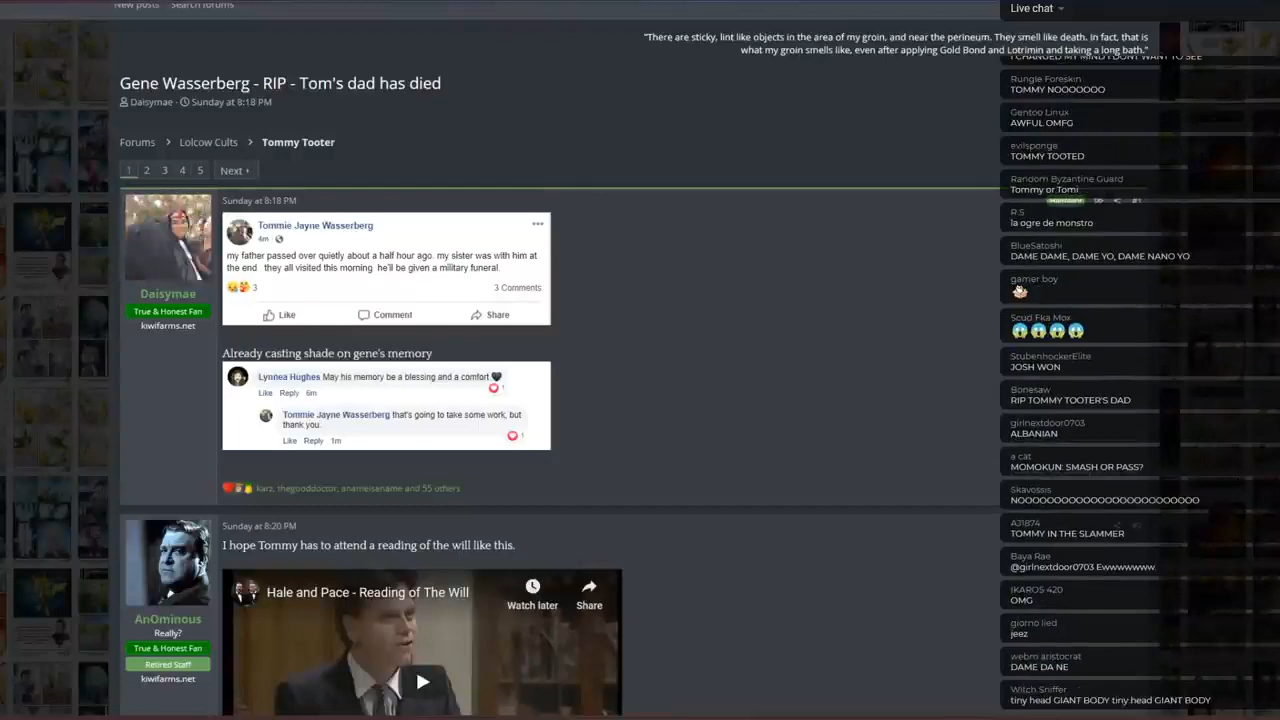 New posts Search forums
"There are sticky, lint like objects in the area of my groin, and near the perineum. They smell like death. In fact, that is
what my groin smells like, even after applying Gold Bond and Lotrimin and taking a long bath."
Gene Wasserberg - RIP - Tom's dad has died
Daisymae · Sunday at 8:18 PM
Forums > Lolcow Cults > Tommy Tooter
1 2 3 4 5 Next
Sunday at 8:18 PM
Daisymae
True & Honest Fan
kiwifarms.net
Tommie Jayne Wasserberg
4m
my father passed over quietly about a half hour ago. my sister was with him at
the end they all visited this morning he'll be given a military funeral.
3
3 Comments
Like Comment Share
Already casting shade on gene's memory
Lynnea Hughes May his memory be a blessing and a comfort
1
Like Reply 6m
Tommie Jayne Wasserberg that's going to take some work, but
thank you.
1
Like Reply 1m
karz, thegooddoctor, anameisaname and 55 others
Sunday at 8:20 PM
AnOminous
Really?
True & Honest Fan
Retired Staff
kiwifarms.net
I hope Tommy has to attend a reading of the will like this.
Hale and Pace - Reading of The Will
Watch later Share
Live chat
I CHANGED MY MIND I DONT WANT TO SEE
Rungle Foreskin
TOMMY NOOOOOOO
Gentoo Linux
AWFUL OMFG
evilsponge
TOMMY TOOTED
Random Byzantine Guard
Tommy or Tomi
#1
R.S
la ogre de monstro
BlueSatoshi
DAME DAME, DAME YO, DAME NANO YO
gamer boy
Scud Fka Mox
StubenhockerElite
JOSH WON
Bonesaw
RIP TOMMY TOOTER'S DAD
girlnextdoor0703
ALBANIAN
a cat
MOMOKUN: SMASH OR PASS?
Skavossis
NOOOOOOOOOOOOOOOOOOOOOOOOOO
AJ1874
TOMMY IN THE SLAMMER
Baya Rae
@girlnextdoor0703 Ewwwwwww.
IKAROS 420
OMG
giorno lied
jeez
webm aristocrat
DAME DA NE
Witch Sniffer
tiny head GIANT BODY tiny head GIANT BODY